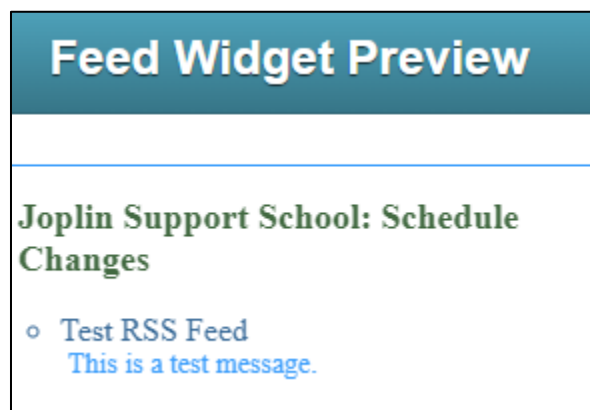 Feed Widget Preview
Joplin Support School: Schedule
Changes
Test RSS Feed
This is a test message.